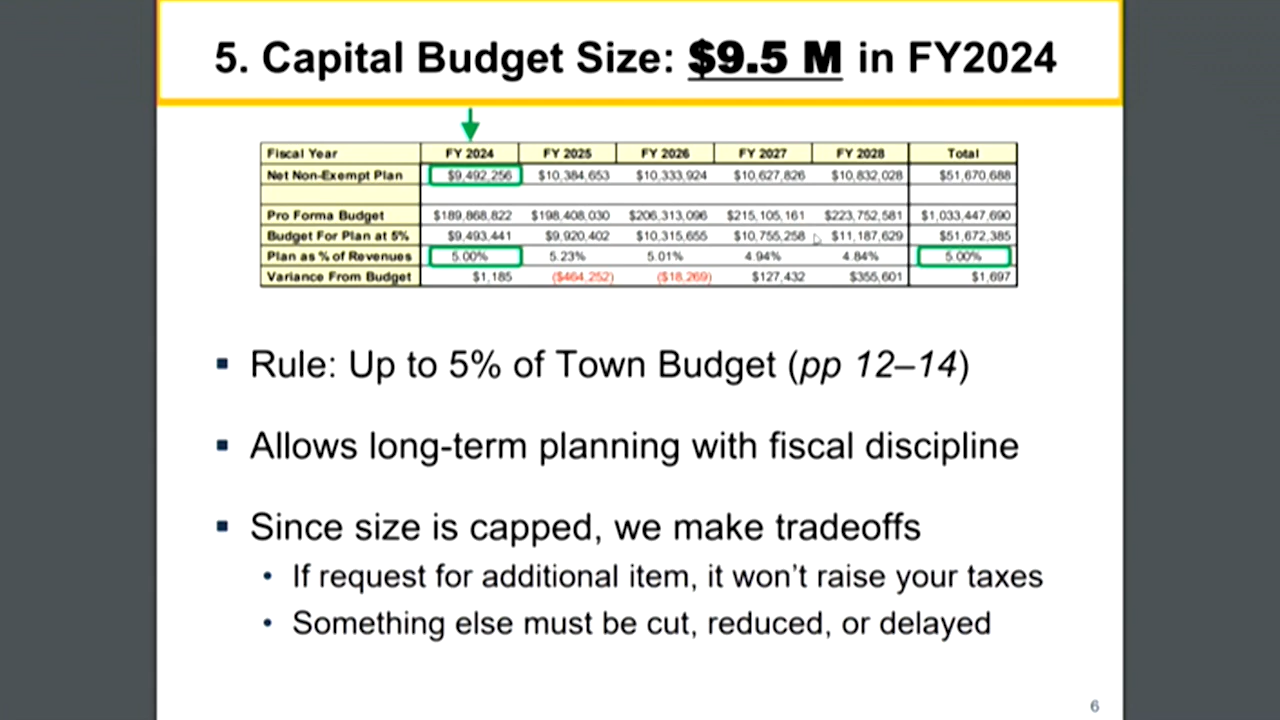 5. Capital Budget Size: $9.5 M in FY2024
Fiscal Year FY 2024 FY 2025 FY 2026 FY 2027 FY 2028 Total
Net Non-Exempt Plan $9,492,256 $10,384,653 $10,333,924 $10,627,826 $10,832,028 $51,670,688
Pro Forma Budget $189,868,822 $198,408,030 $206,313,096 $215,105,161 $223,752,581 $1,033,447,690
Budget For Plan at 5% $9,493,441 $9,920,402 $10,315,655 $10,755,258 $11,187,629 $51,672,385
Plan as % of Revenues 5.00% 5.23% 5.01% 4.94% 4.84% 5.00%
Variance From Budget $1,185 ($464,252) ($18,269) $127,432 $355,601 $1,697
▪ Rule: Up to 5% of Town Budget (pp 12–14)
▪ Allows long-term planning with fiscal discipline
▪ Since size is capped, we make tradeoffs
• If request for additional item, it won’t raise your taxes
• Something else must be cut, reduced, or delayed
6